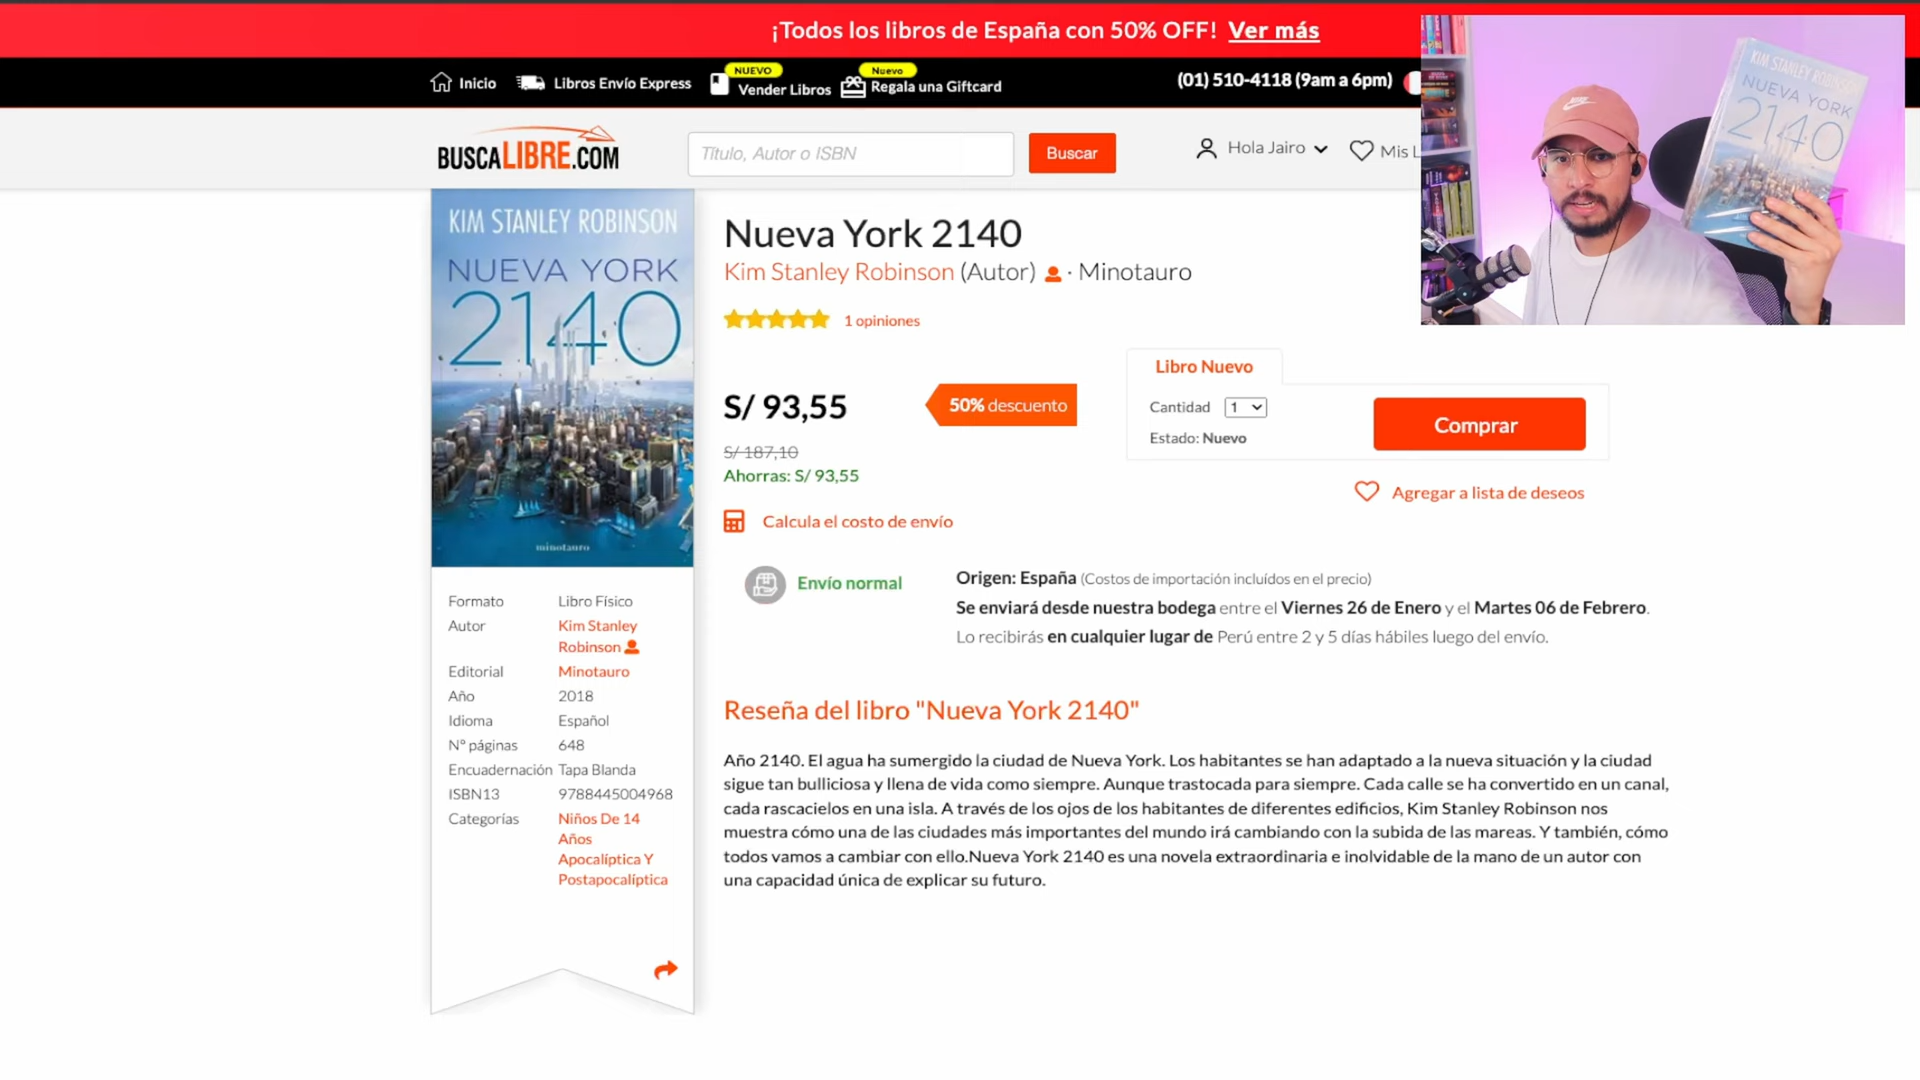 ¡Todos los libros de España con 50% OFF! Ver más
Inicio
Libros Envío Express
NUEVO
Vender Libros
Nuevo
Regala una Giftcard
(01) 510-4118 (9am a 6pm)
BUSCALIBRE.COM
Título, Autor o ISBN
Buscar
Hola Jairo
Mis L
KIM STANLEY ROBINSON
NUEVA YORK
2140
KIM STANLEY ROBINSON
NUEVA YORK
2140
minotauro
Nueva York 2140
Kim Stanley Robinson (Autor) · Minotauro
1 opiniones
S/ 93,55
50% descuento
S/ 187,10
Ahorras: S/ 93,55
Calcula el costo de envío
Libro Nuevo
Cantidad 1
Estado: Nuevo
Comprar
Agregar a lista de deseos
Envío normal
Origen: España (Costos de importación incluídos en el precio)
Se enviará desde nuestra bodega entre el Viernes 26 de Enero y el Martes 06 de Febrero.
Lo recibirás en cualquier lugar de Perú entre 2 y 5 días hábiles luego del envío.
Formato Libro Físico
Autor Kim Stanley
Robinson
Editorial Minotauro
Año 2018
Idioma Español
N° páginas 648
Encuadernación Tapa Blanda
ISBN13 9788445004968
Categorías Niños De 14
Años
Apocalíptica Y
Postapocalíptica
Reseña del libro "Nueva York 2140"
Año 2140. El agua ha sumergido la ciudad de Nueva York. Los habitantes se han adaptado a la nueva situación y la ciudad
sigue tan bulliciosa y llena de vida como siempre. Aunque trastocada para siempre. Cada calle se ha convertido en un canal,
cada rascacielos en una isla. A través de los ojos de los habitantes de diferentes edificios, Kim Stanley Robinson nos
muestra cómo una de las ciudades más importantes del mundo irá cambiando con la subida de las mareas. Y también, cómo
todos vamos a cambiar con ello.Nueva York 2140 es una novela extraordinaria e inolvidable de la mano de un autor con
una capacidad única de explicar su futuro.